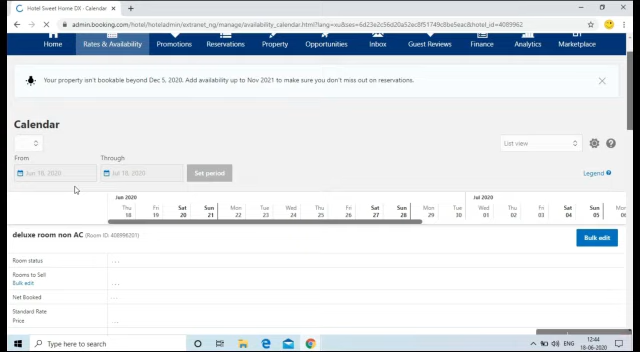 Hotel Sweet Home DX - Calendar
admin.booking.com/hotel/hoteladmin/extranet_ng/manage/availability_calendar.html?lang=xu&ses=6d23e2c56d20a52ec8f51749c8be5eac&hotel_id=4089962
Home Rates & Availability Promotions Reservations Property Opportunities Inbox Guest Reviews Finance Analytics Marketplace
Your property isn't bookable beyond Dec 5, 2020. Add availability up to Nov 2021 to make sure you don't miss out on reservations.
Calendar
List view
From Through
Jun 18, 2020 Jul 18, 2020 Set period Legend
Jun 2020 Jul 2020
Thu Fri Sat Sun Mon Tue Wed Thu Fri Sat Sun Mon Tue Wed Thu Fri Sat Sun Mon
18 19 20 21 22 23 24 25 26 27 28 29 30 01 02 03 04 05 06
deluxe room non AC (Room ID: 408996201) Bulk edit
Room status ...
Rooms to Sell
Bulk edit ...
Net Booked ...
Standard Rate
Price ...
Type here to search ENG 12:44
18-06-2020